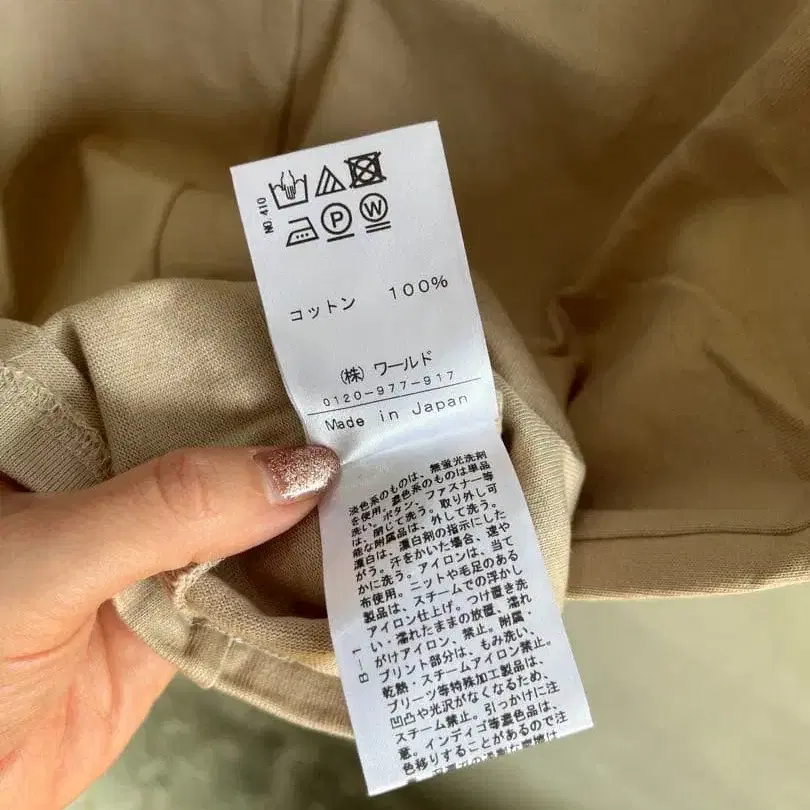 NO.410
P W
コットン 100%
(株) ワールド
0120-977-917
Made in Japan
淡色系のものは、無蛍光洗剤
を使用。濃色系のものは単品
洗い。ボタン、ファスナー等
は、閉じて洗う。取り外し可
能な附属品は、外して洗う。
漂白は、漂白剤の指示にした
がう。汗をかいた場合、速や
かに洗う。アイロンは、当て
布使用。ニットや毛足のある
製品は、スチームでの浮かし
アイロン仕上げ。つけ置き洗
い、濡れたままの放置、濡れ
がけアイロン、禁止。附属・
プリント部分は、もみ洗い、
乾熱・スチームアイロン禁止。
プリーツ等特殊加工製品は、
凹凸や光沢がなくなるため、
スチーム禁止。引っかけに注
意。インディゴ等濃色品は、
色移りすることがあるので注
B-1